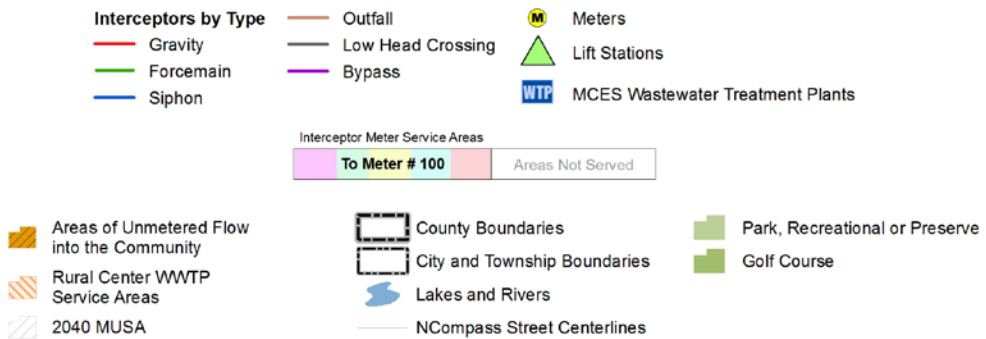 Interceptors by Type
Gravity
Forcemain
Siphon
Outfall
Low Head Crossing
Bypass
M Meters
Lift Stations
WTP MCES Wastewater Treatment Plants
Interceptor Meter Service Areas
To Meter # 100
Areas Not Served
Areas of Unmetered Flow
into the Community
Rural Center WWTP
Service Areas
2040 MUSA
County Boundaries
City and Township Boundaries
Lakes and Rivers
NCompass Street Centerlines
Park, Recreational or Preserve
Golf Course